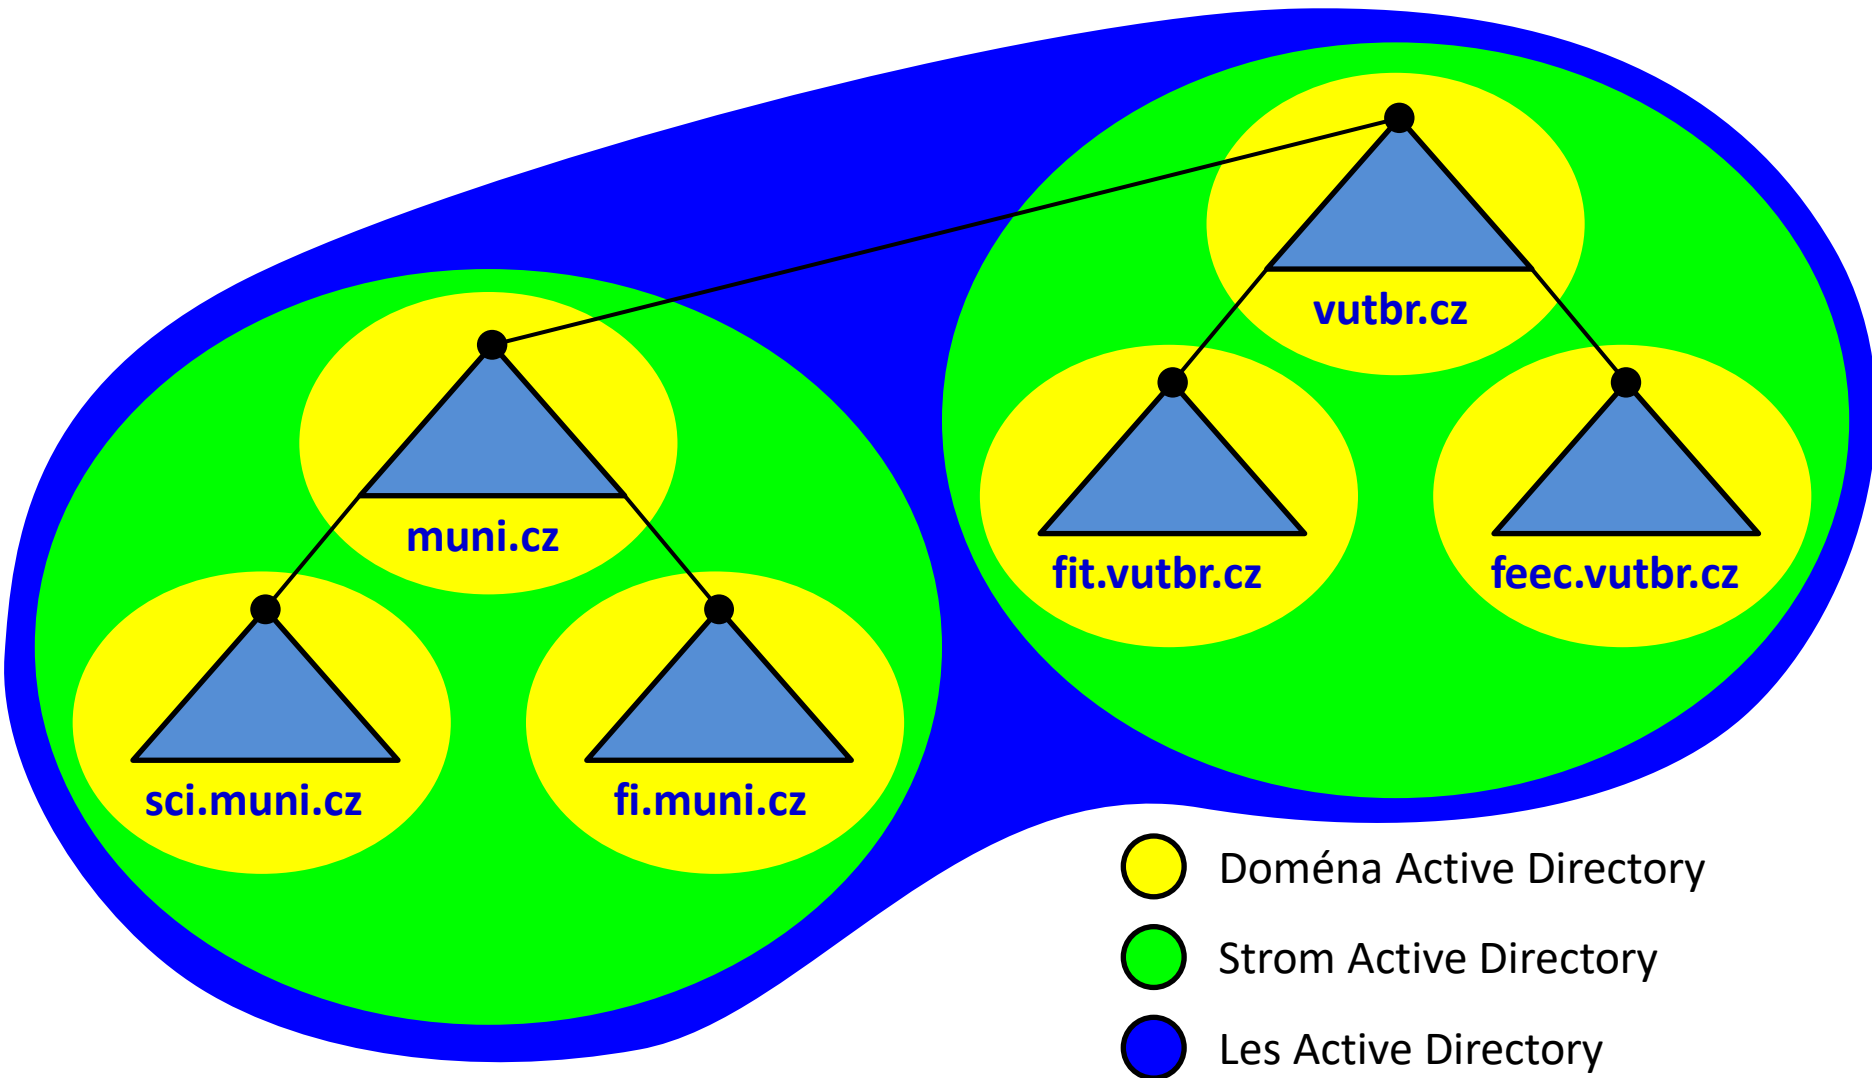 vutbr.cz
muni.cz
fit.vutbr.cz
feec.vutbr.cz
sci.muni.cz
fi.muni.cz
Doména Active Directory
Strom Active Directory
Les Active Directory